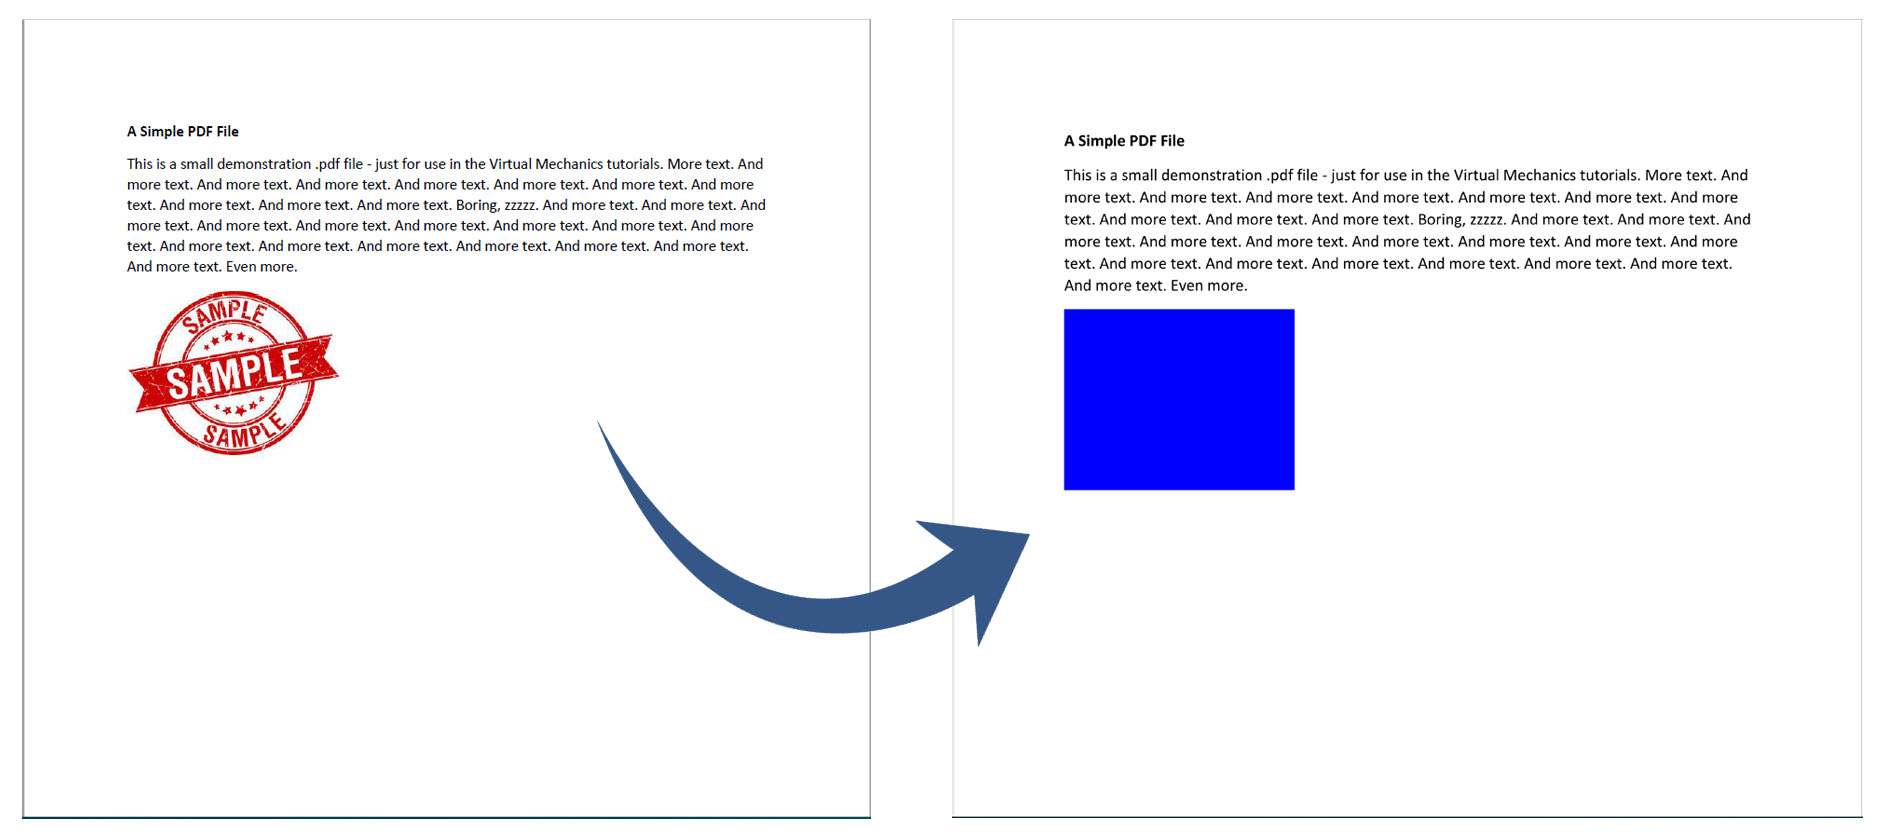 A Simple PDF File
This is a small demonstration .pdf file - just for use in the Virtual Mechanics tutorials. More text. And
more text. And more text. And more text. And more text. And more text. And more text. And more
text. And more text. And more text. And more text. Boring, zzzzz. And more text. And more text. And
more text. And more text. And more text. And more text. And more text. And more text. And more
text. And more text. And more text. And more text. And more text. And more text. And more text.
And more text. Even more.
SAMPLE
SAMPLE
SAMPLE
A Simple PDF File
This is a small demonstration .pdf file - just for use in the Virtual Mechanics tutorials. More text. And
more text. And more text. And more text. And more text. And more text. And more text. And more
text. And more text. And more text. And more text. Boring, zzzzz. And more text. And more text. And
more text. And more text. And more text. And more text. And more text. And more text. And more
text. And more text. And more text. And more text. And more text. And more text. And more text.
And more text. Even more.